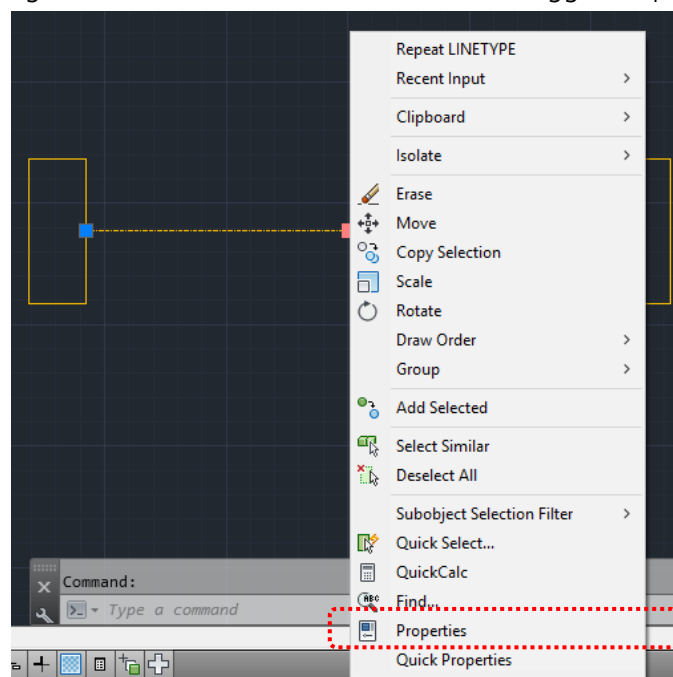 Repeat LINETYPE
Recent Input
Clipboard
Isolate
Erase
Move
Copy Selection
Scale
Rotate
Draw Order
Group
Add Selected
Select Similar
Deselect All
Subobject Selection Filter
Quick Select...
QuickCalc
Find...
Properties
Quick Properties
Command:
Type a command